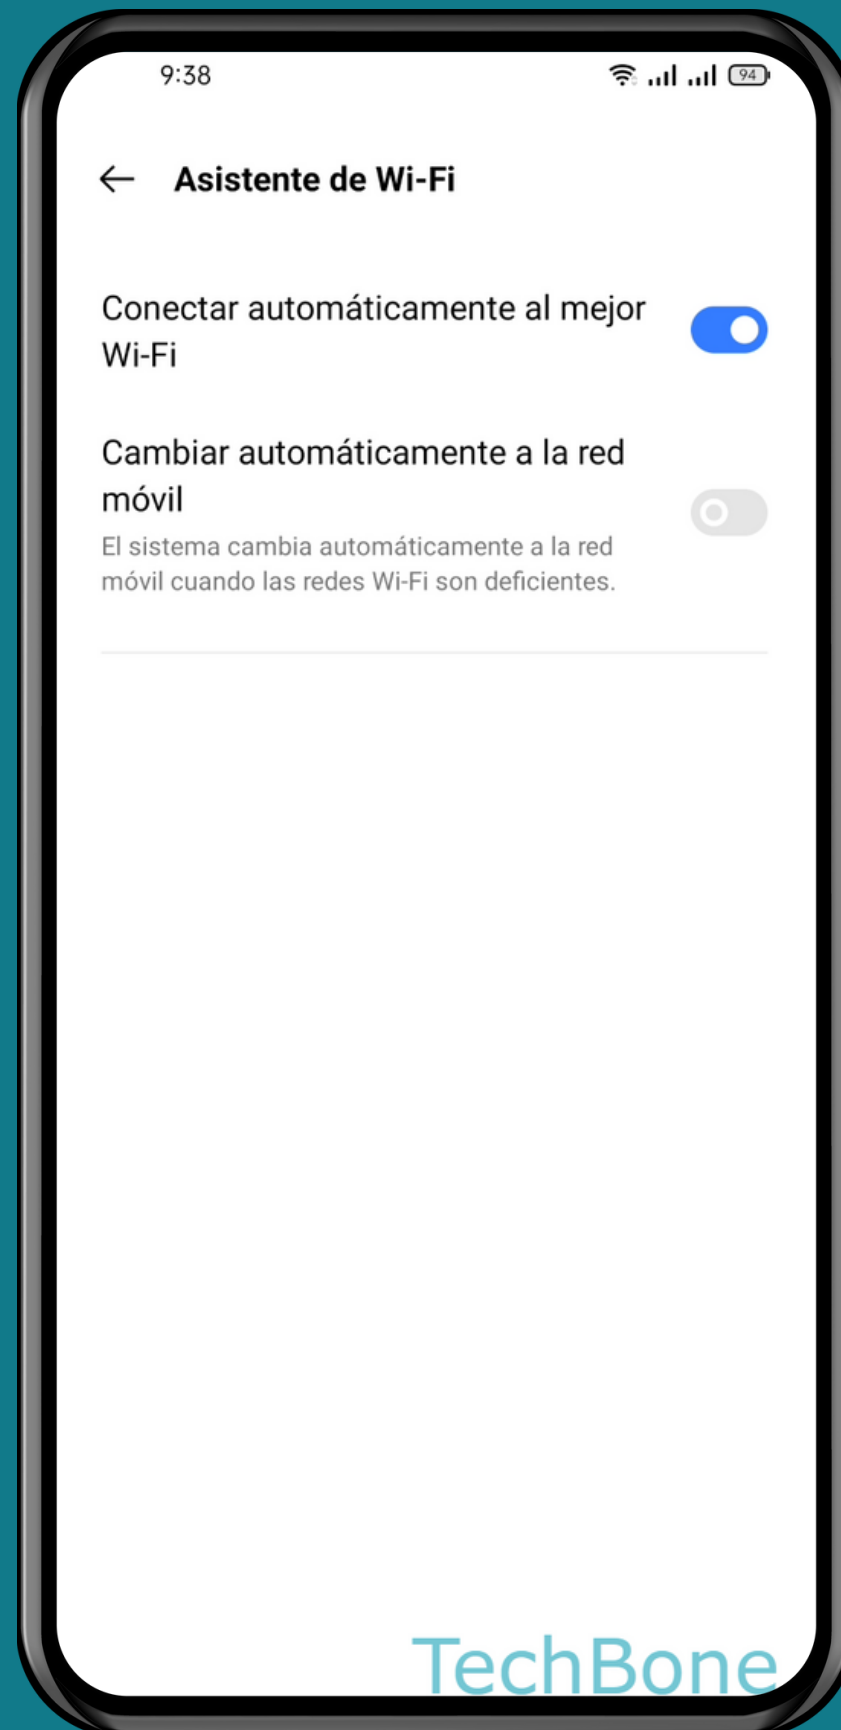 9:38
94
Asistente de Wi-Fi
Conectar automáticamente al mejor
Wi-Fi
Cambiar automáticamente a la red
móvil
El sistema cambia automáticamente a la red
móvil cuando las redes Wi-Fi son deficientes.
TechBone